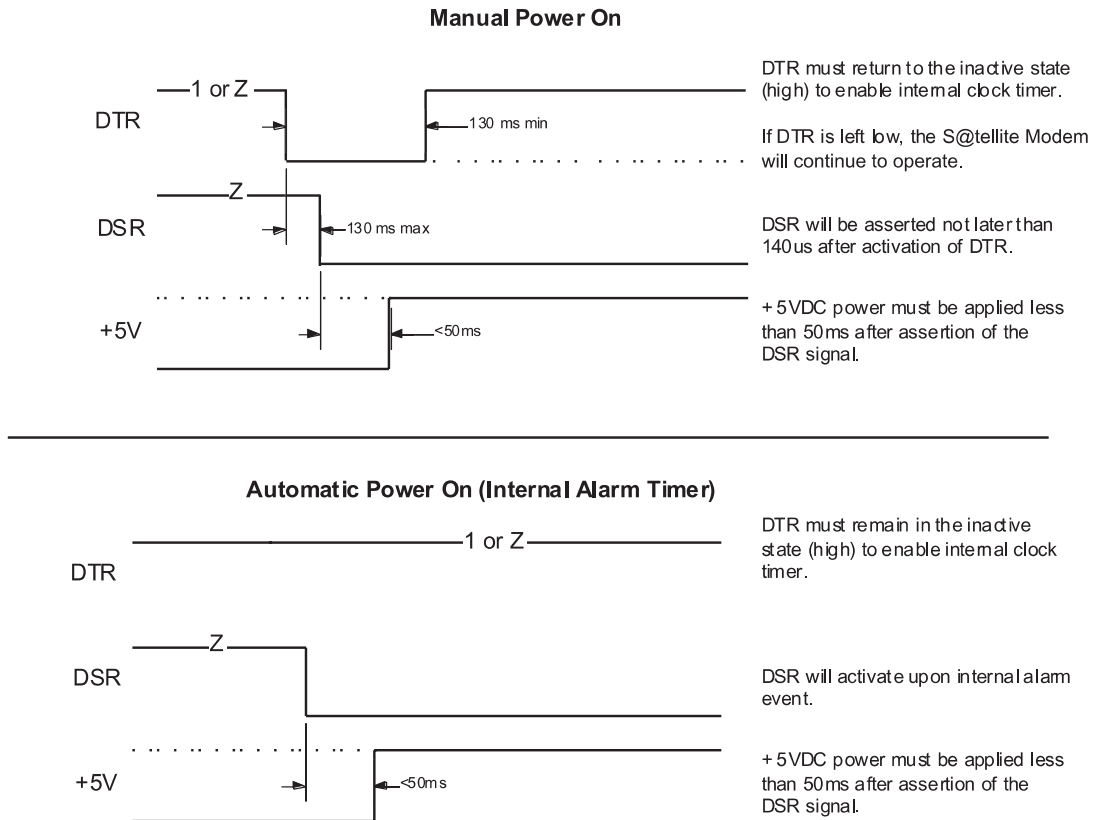 Manual Power On
DTR
1 or Z
130 ms min
DTR must return to the inactive state
(high) to enable internal clock timer.
If DTR is left low, the S@tellite Modem
will continue to operate.
DSR
Z
130 ms max
DSR will be asserted not later than
140us after activation of DTR.
+5V
<50ms
+5VDC power must be applied less
than 50ms after assertion of the
DSR signal.
Automatic Power On (Internal Alarm Timer)
DTR
1 or Z
DTR must remain in the inactive
state (high) to enable internal clock
timer.
DSR
Z
DSR will activate upon internal alarm
event.
+5V
<50ms
+5VDC power must be applied less
than 50ms after assertion of the
DSR signal.